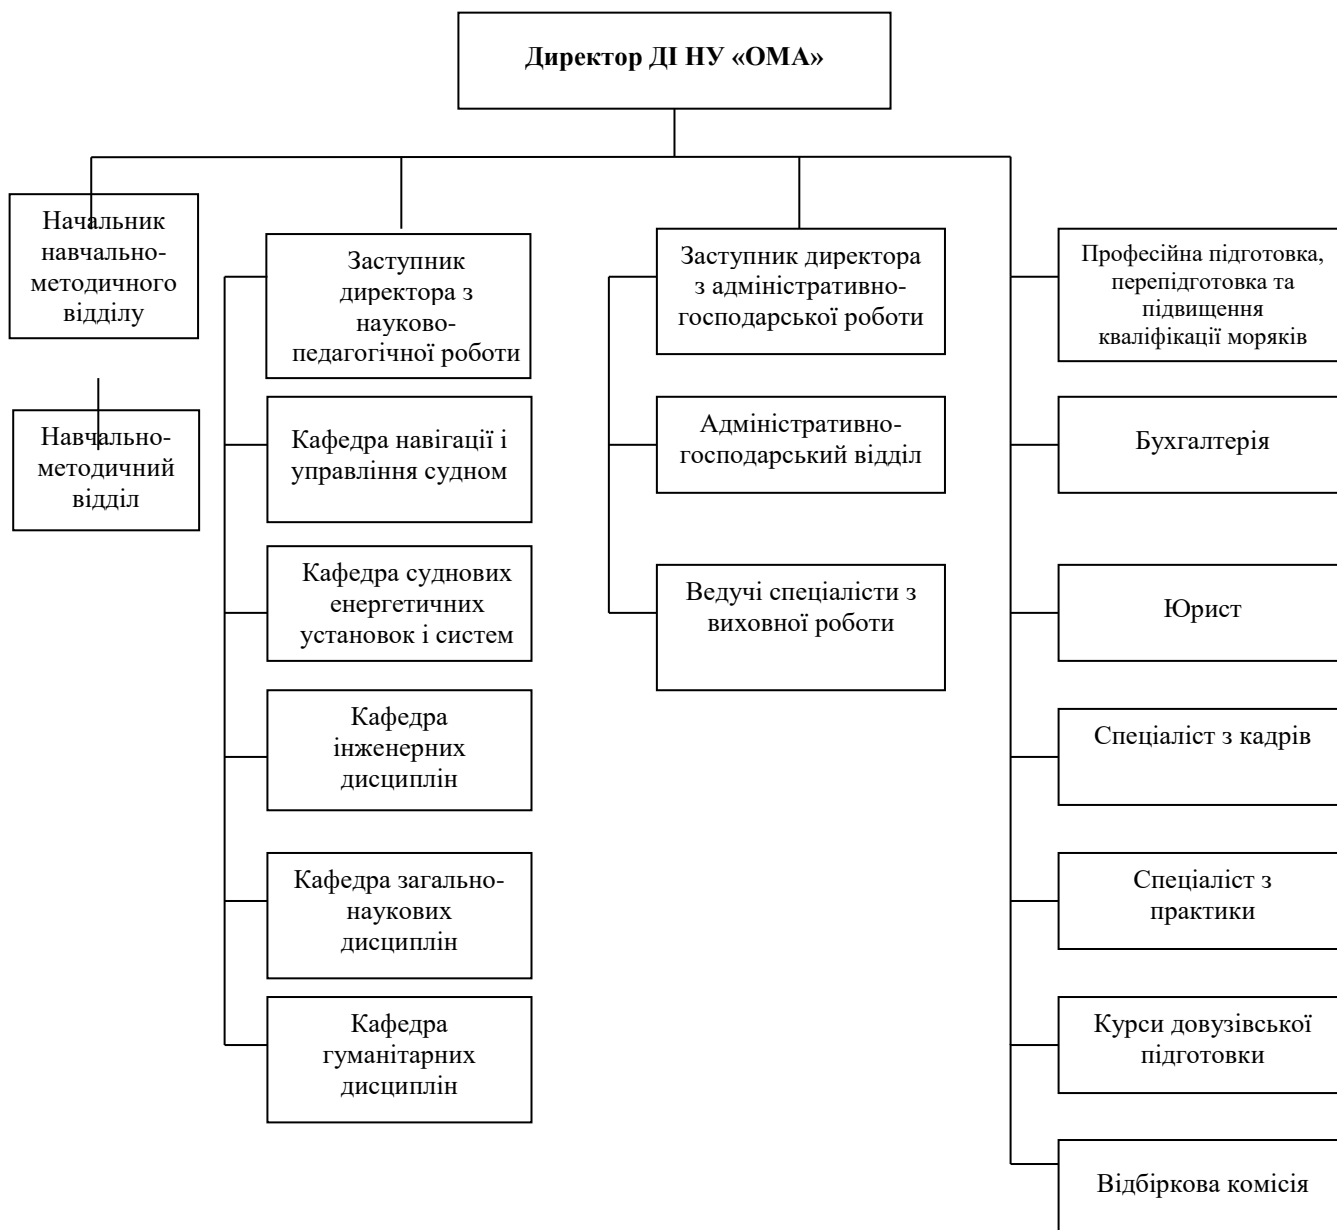 Директор ДІ НУ «ОМА»
Начальник
навчально-
методичного
відділу
Навчально-
методичний
відділ
Заступник
директора з
науково-
педагогічної роботи
Кафедра навігації і
управління судном
Кафедра суднових
енергетичних
установок і систем
Кафедра
інженерних
дисциплін
Кафедра загально-
наукових
дисциплін
Кафедра
гуманітарних
дисциплін
Заступник директора
з адміністративно-
господарської роботи
Адміністративно-
господарський відділ
Ведучі спеціалісти з
виховної роботи
Професійна підготовка,
перепідготовка та
підвищення
кваліфікації моряків
Бухгалтерія
Юрист
Спеціаліст з кадрів
Спеціаліст з
практики
Курси довузівської
підготовки
Відбіркова комісія